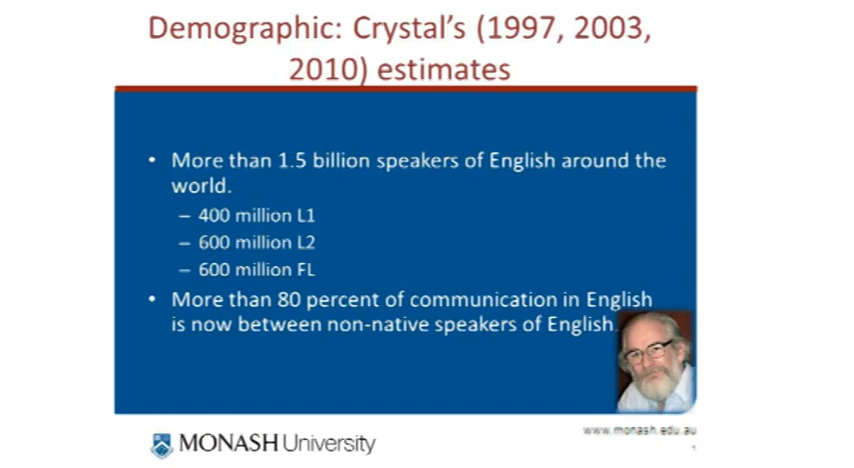 Demographic: Crystal's (1997, 2003,
2010) estimates
• More than 1.5 billion speakers of English around the
world.
– 400 million L1
– 600 million L2
– 600 million FL
• More than 80 percent of communication in English
is now between non-native speakers of English.
MONASH University
www.monash.edu.au
1